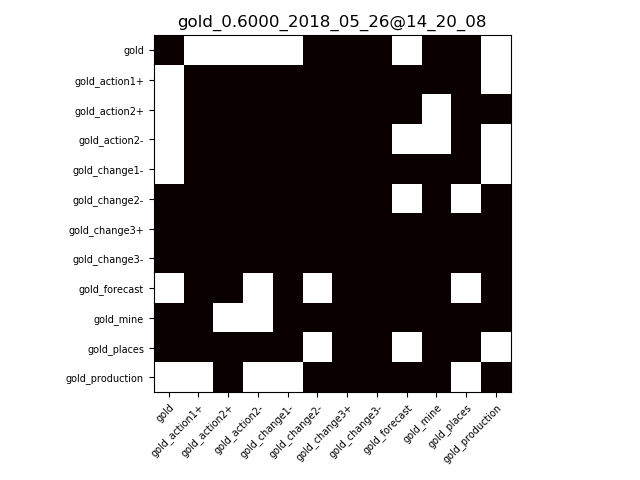 gold_0.6000_2018_05_26@14_20_08
gold
gold_action1+
gold_action2+
gold_action2-
gold_change1-
gold_change2-
gold_change3+
gold_change3-
gold_forecast
gold_mine
gold_places
gold_production
gold
gold_action1+
gold_action2+
gold_action2-
gold_change1-
gold_change2-
gold_change3+
gold_change3-
gold_forecast
gold_mine
gold_places
gold_production